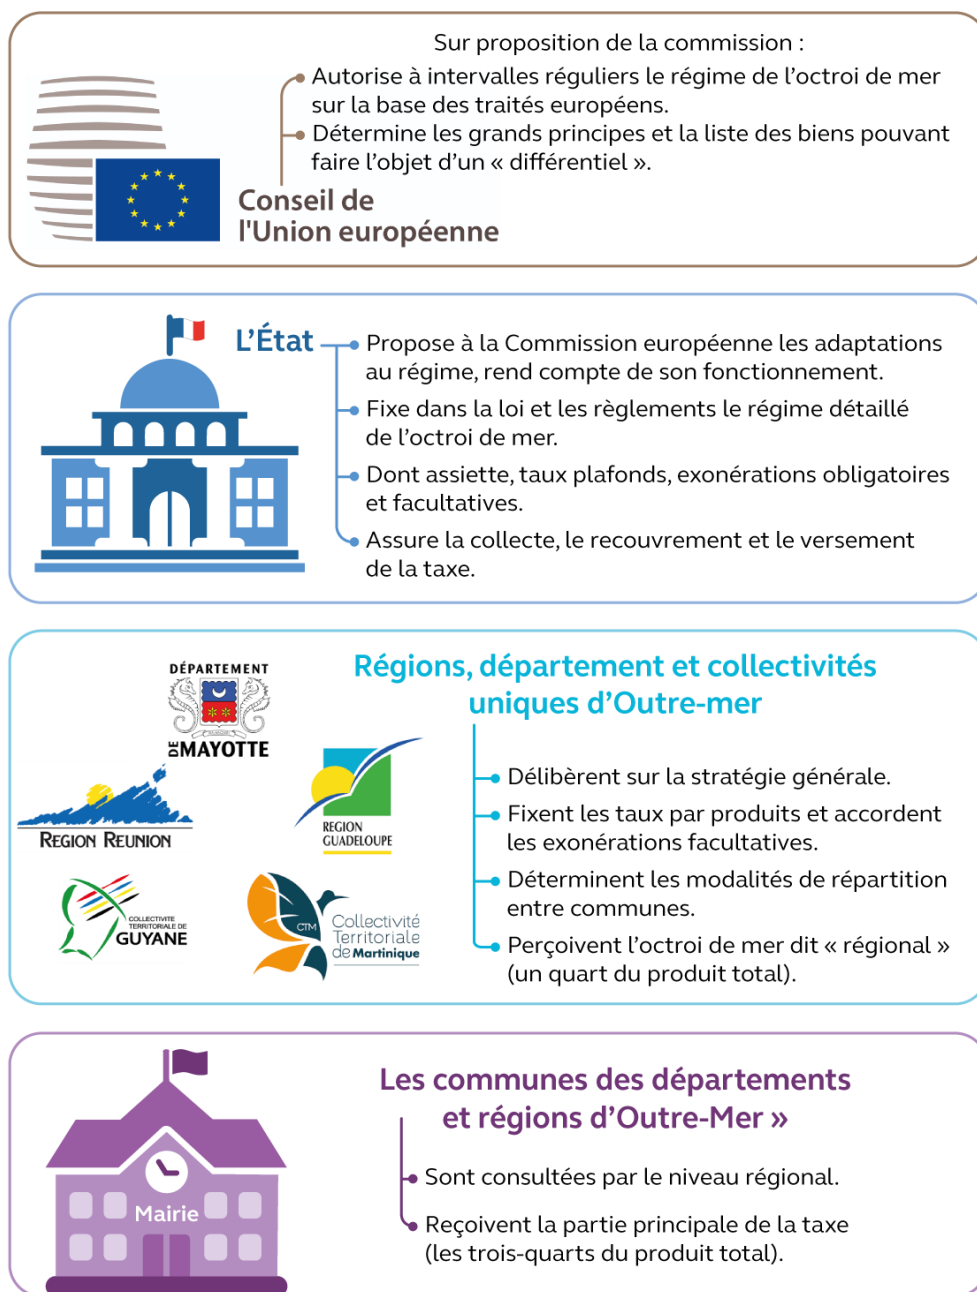 Sur proposition de la commission :
Autorise à intervalles réguliers le régime de l’octroi de mer
sur la base des traités européens.
Détermine les grands principes et la liste des biens pouvant
faire l’objet d’un « différentiel ».
Conseil de
l'Union européenne
L’État
Propose à la Commission européenne les adaptations
au régime, rend compte de son fonctionnement.
Fixe dans la loi et les règlements le régime détaillé
de l’octroi de mer.
Dont assiette, taux plafonds, exonérations obligatoires
et facultatives.
Assure la collecte, le recouvrement et le versement
de la taxe.
DÉPARTEMENT
DE MAYOTTE
REGION REUNION
REGION
GUADELOUPE
COLLECTIVITE
TERRITORIALE DE
GUYANE
CTM
Collectivité
Territoriale
de Martinique
Régions, département et collectivités
uniques d’Outre-mer
Délibèrent sur la stratégie générale.
Fixent les taux par produits et accordent
les exonérations facultatives.
Déterminent les modalités de répartition
entre communes.
Perçoivent l’octroi de mer dit « régional »
(un quart du produit total).
Mairie
Les communes des départements
et régions d’Outre-Mer »
Sont consultées par le niveau régional.
Reçoivent la partie principale de la taxe
(les trois-quarts du produit total).